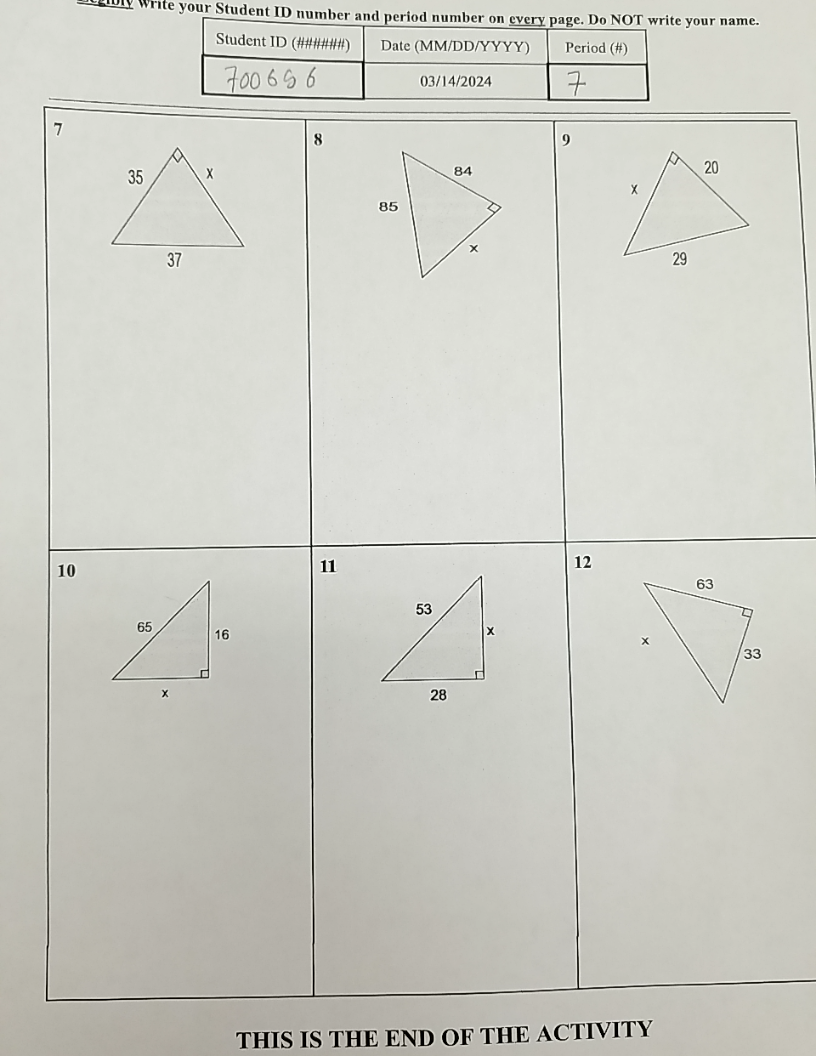 write your Student ID number and period number on every page. Do NOT write your name.
Student ID (######) Date (MM/DD/YYYY) Period (#)
700656 03/14/2024 7
7
35 x
37
8
84
85
x
9
20
x
29
10
65
16
x
11
53
x
28
12
63
x
33
THIS IS THE END OF THE ACTIVITY